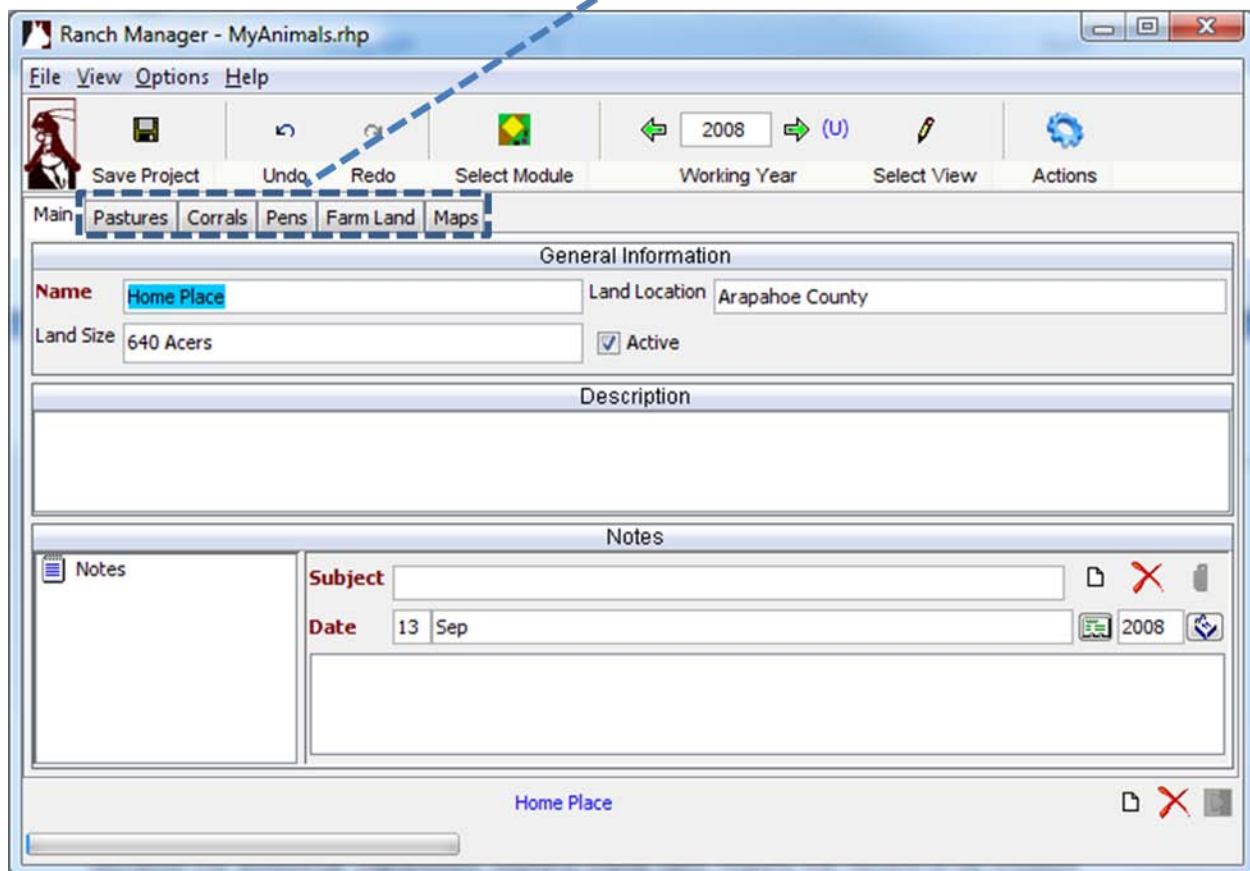 Ranch Manager - MyAnimals.rhp
File View Options Help
2008 (U)
Save Project Undo Redo Select Module Working Year Select View Actions
Main Pastures Corrals Pens Farm Land Maps
General Information
Name Home Place Land Location Arapahoe County
Land Size 640 Acers Active
Description
Notes
Notes Subject
Date 13 Sep 2008
Home Place